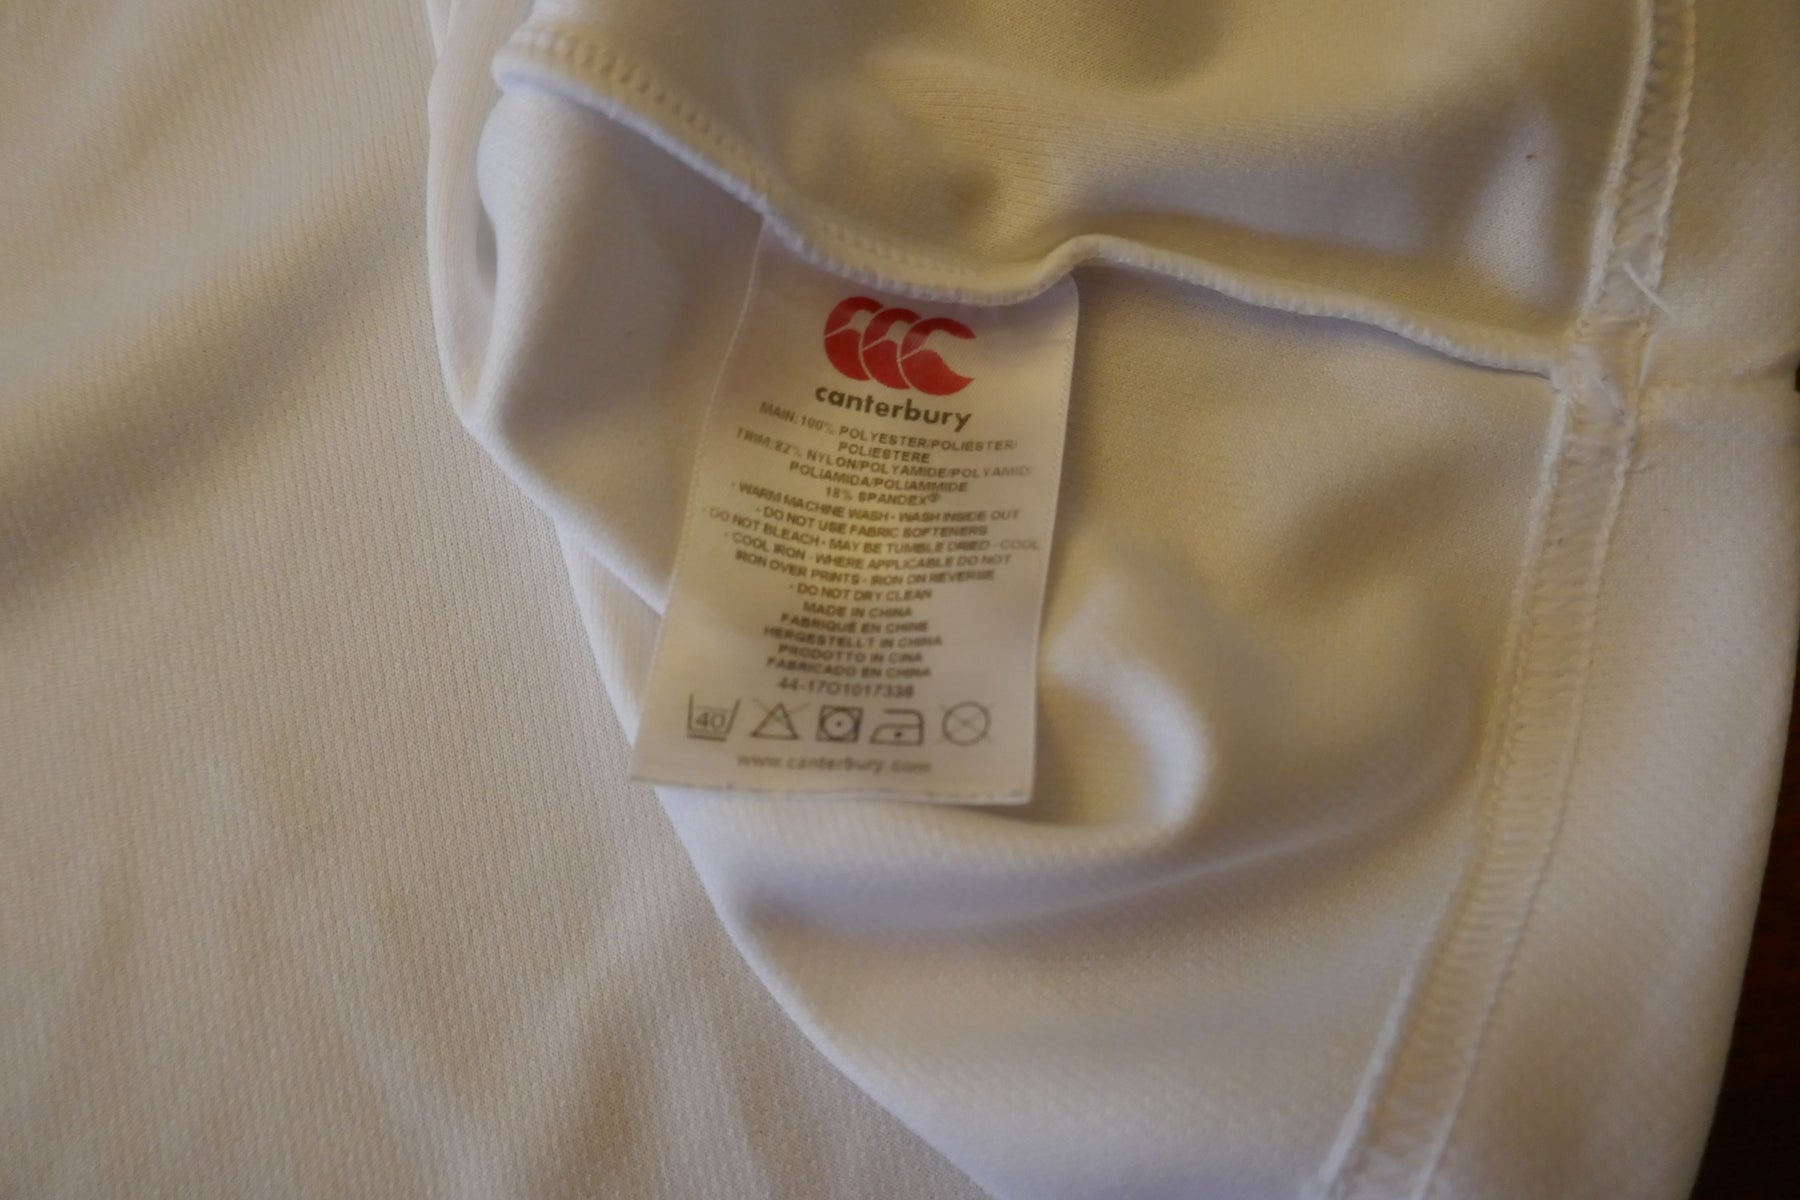 canterbury
MAIN:100% POLYESTER/POLIÉSTER/
POLIESTERE
TRIM:82% NYLON/POLYAMIDE/POLYAMID/
POLIAMIDA/POLIAMMIDE
18% SPANDEX®
· WARM MACHINE WASH · WASH INSIDE OUT
· DO NOT USE FABRIC SOFTENERS
· DO NOT BLEACH · MAY BE TUMBLE DRIED - COOL
· COOL IRON · WHERE APPLICABLE DO NOT
IRON OVER PRINTS · IRON ON REVERSE
· DO NOT DRY CLEAN
MADE IN CHINA
FABRIQUÉ EN CHINE
HERGESTELLT IN CHINA
PRODOTTO IN CINA
FABRICADO EN CHINA
44-17O1017338
40
www.canterbury.com